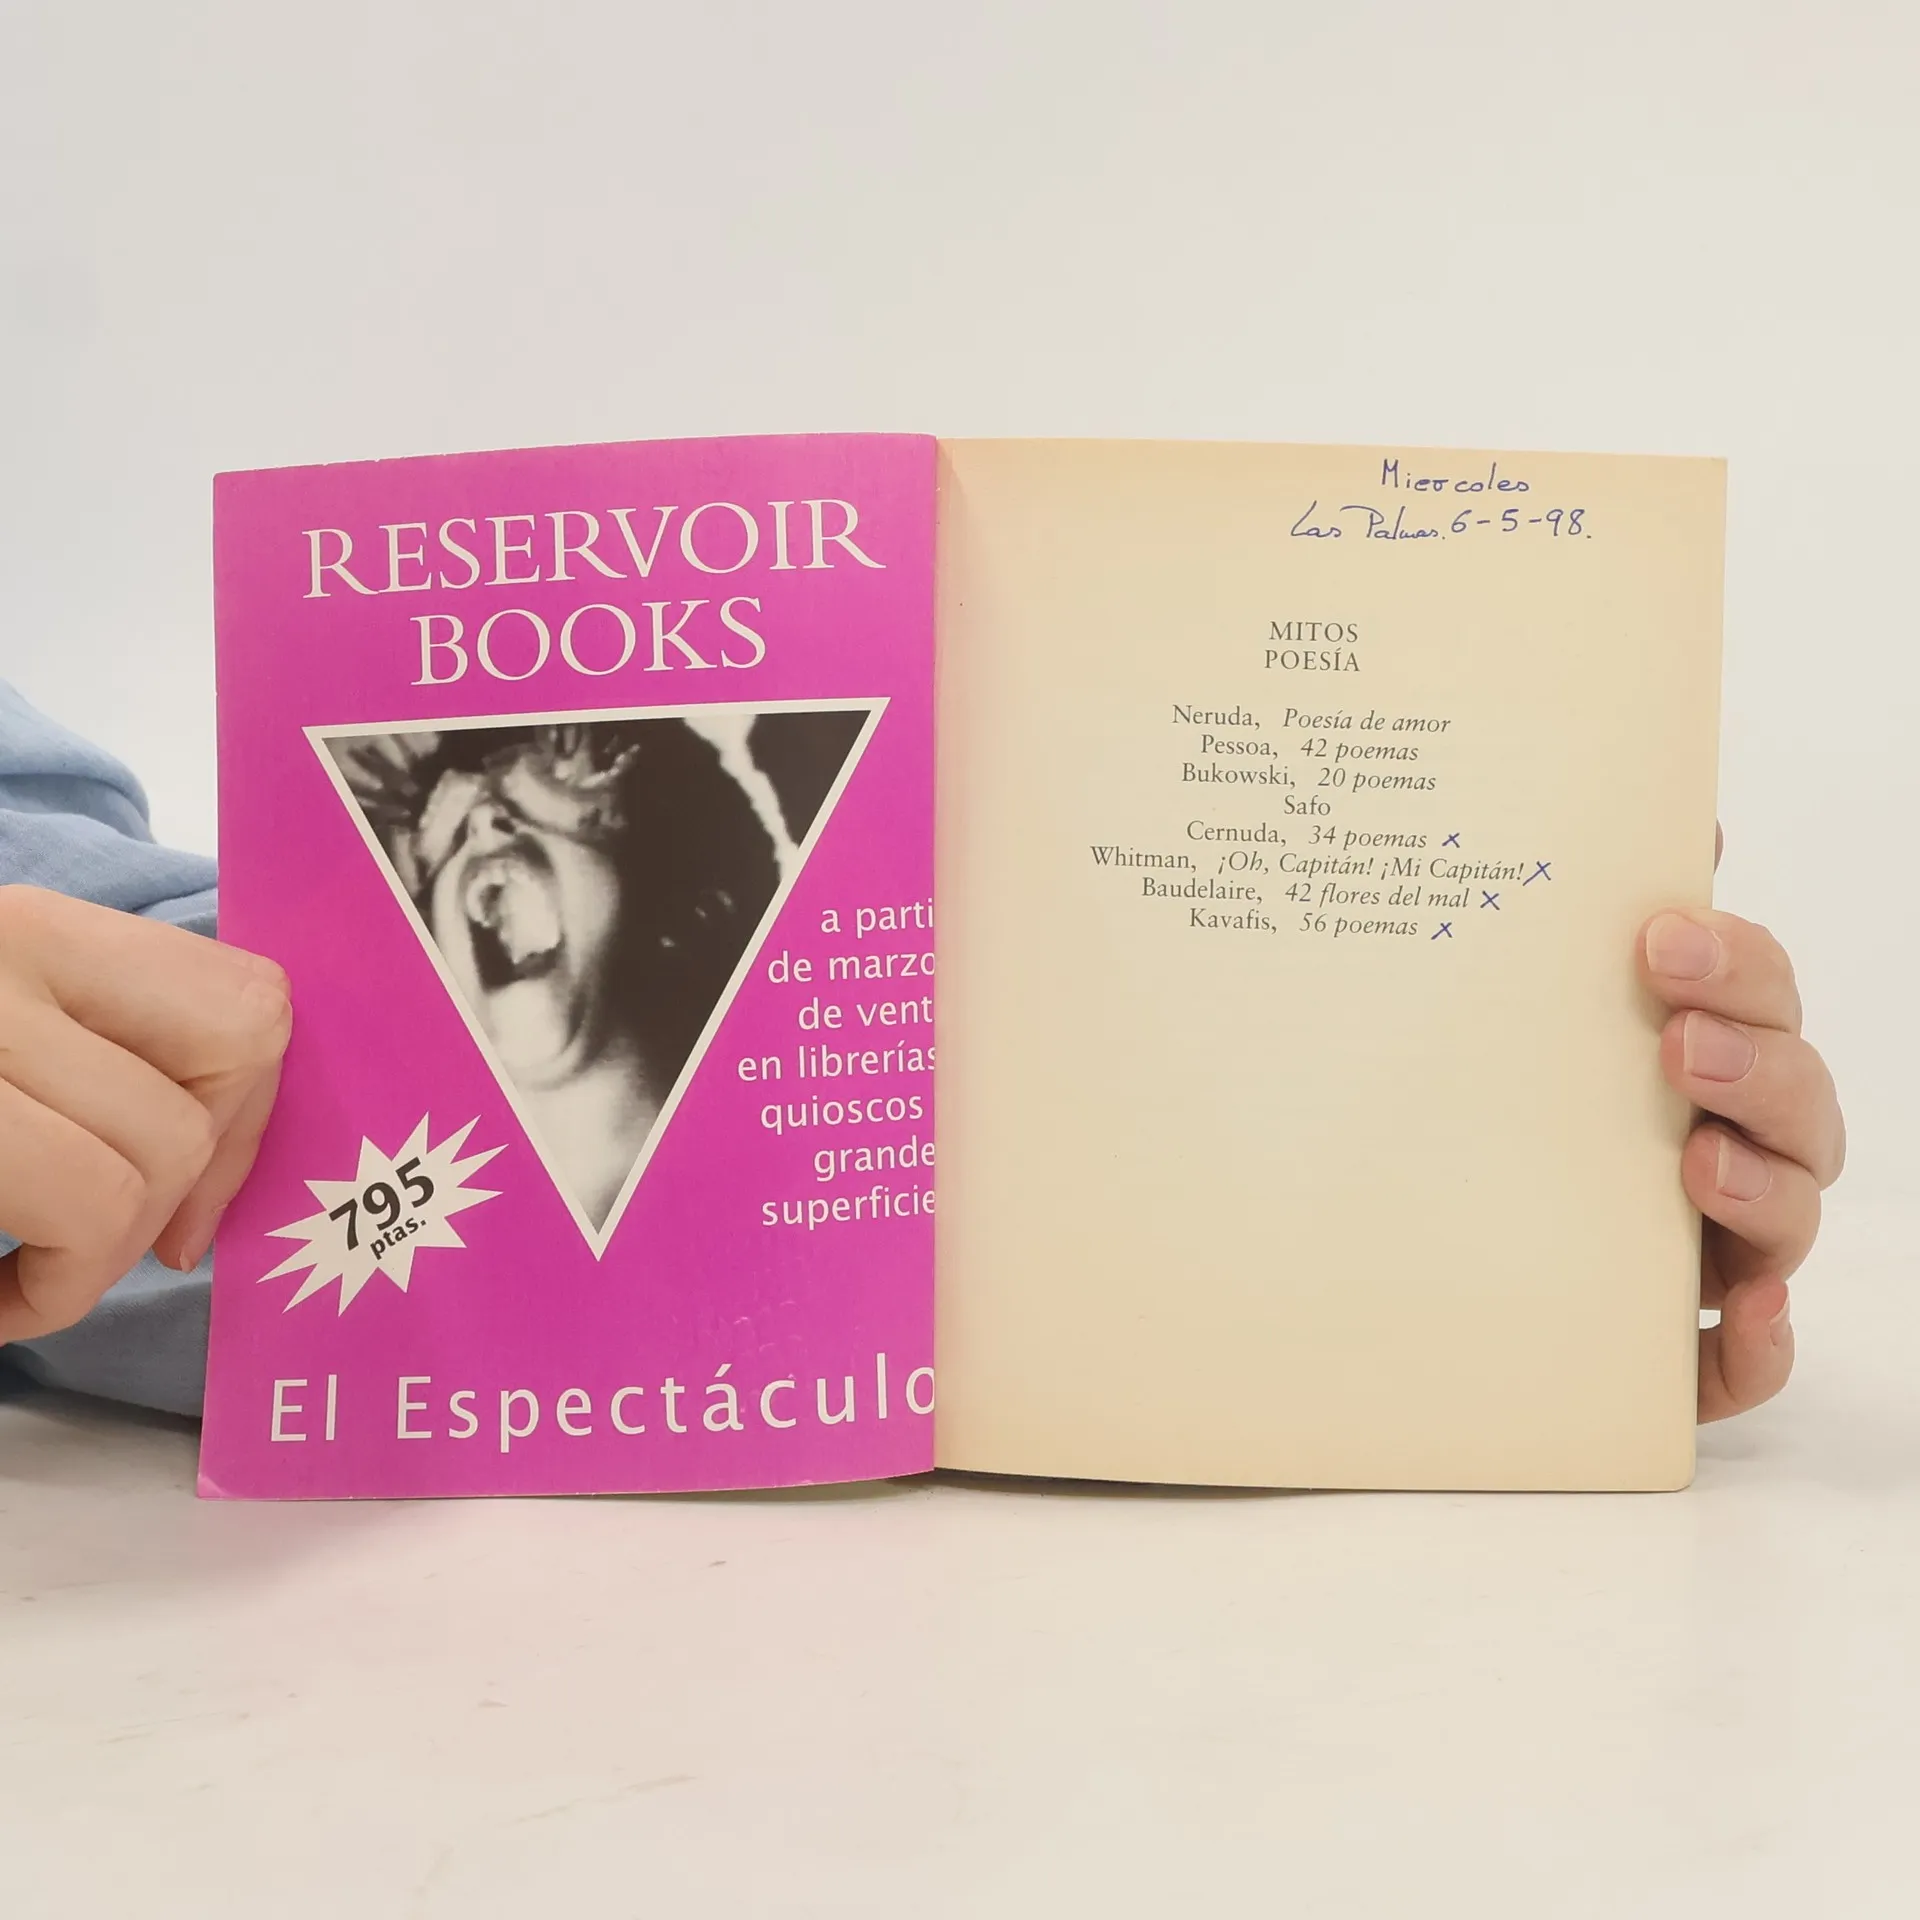 RESERVOIR
BOOKS
a parti
de marzo
de vent
en librerías
quioscos
grande
superficie
795
ptas.
El Espectáculo
Miercoles
Las Palmas. 6-5-98.
MITOS
POESÍA
Neruda, Poesía de amor
Pessoa, 42 poemas
Bukowski, 20 poemas
Safo
Cernuda, 34 poemas x
Whitman, ¡Oh, Capitán! ¡Mi Capitán! x
Baudelaire, 42 flores del mal x
Kavafis, 56 poemas x